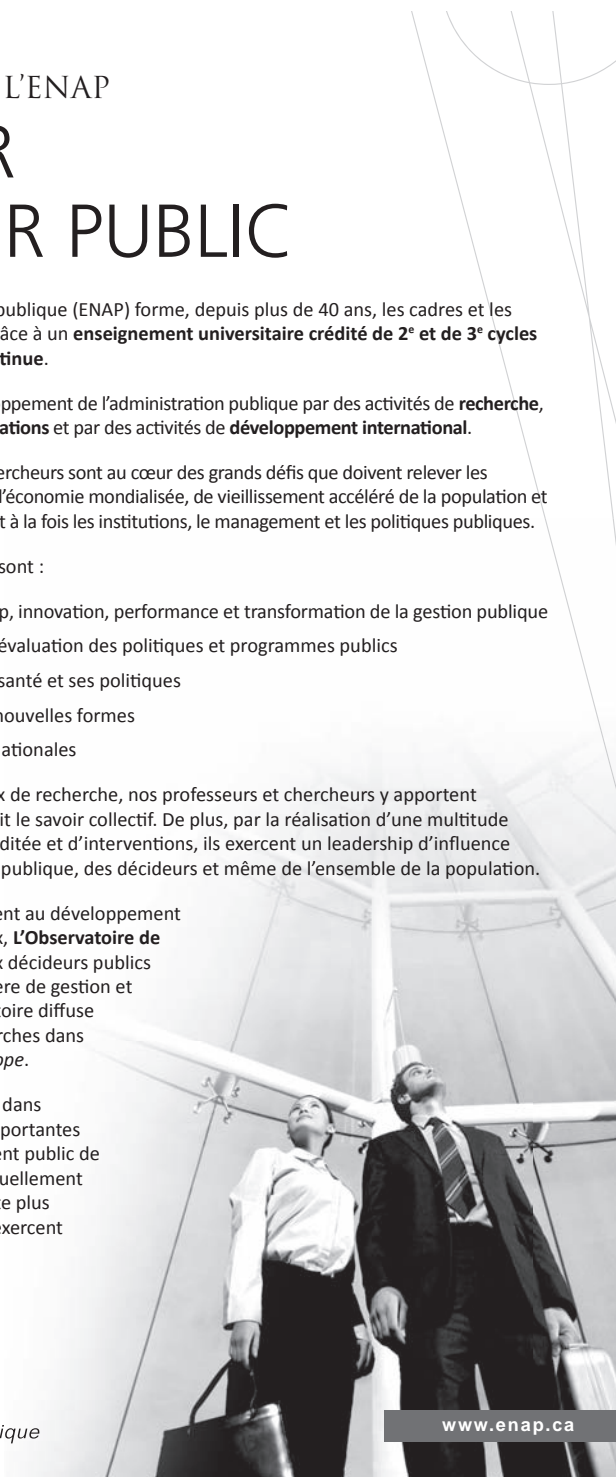 L’ENAP
R
R PUBLIC
publique (ENAP) forme, depuis plus de 40 ans, les cadres et les
âce à un enseignement universitaire crédité de 2e et de 3e cycles
tinue.
oppement de l’administration publique par des activités de recherche,
ations et par des activités de développement international.
ercheurs sont au cœur des grands défis que doivent relever les
l’économie mondialisée, de vieillissement accéléré de la population et
t à la fois les institutions, le management et les politiques publiques.
sont :
p, innovation, performance et transformation de la gestion publique
évaluation des politiques et programmes publics
santé et ses politiques
nouvelles formes
ationales
x de recherche, nos professeurs et chercheurs y apportent
it le savoir collectif. De plus, par la réalisation d’une multitude
ditée et d’interventions, ils exercent un leadership d’influence
publique, des décideurs et même de l’ensemble de la population.
ent au développement
x, L’Observatoire de
x décideurs publics
ère de gestion et
toire diffuse
rches dans
ope.
dans
portantes
ent public de
uellement
te plus
exercent
ique
www.enap.ca